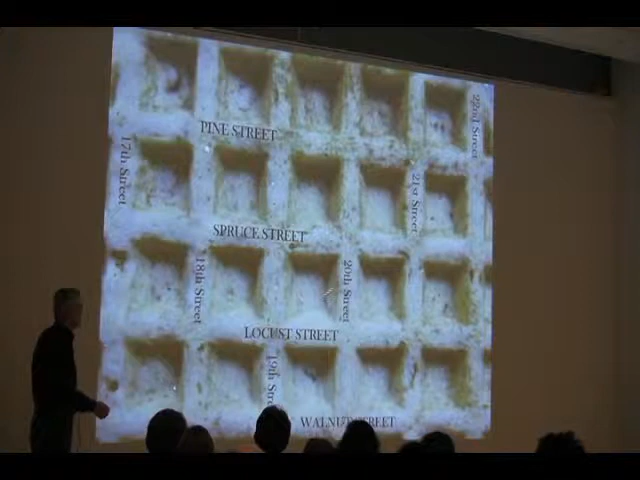 22nd Street
PINE STREET
17th Street
21st Street
SPRUCE STREET
18th Street
20th Street
LOCUST STREET
19th Stre
WALNUT STREET